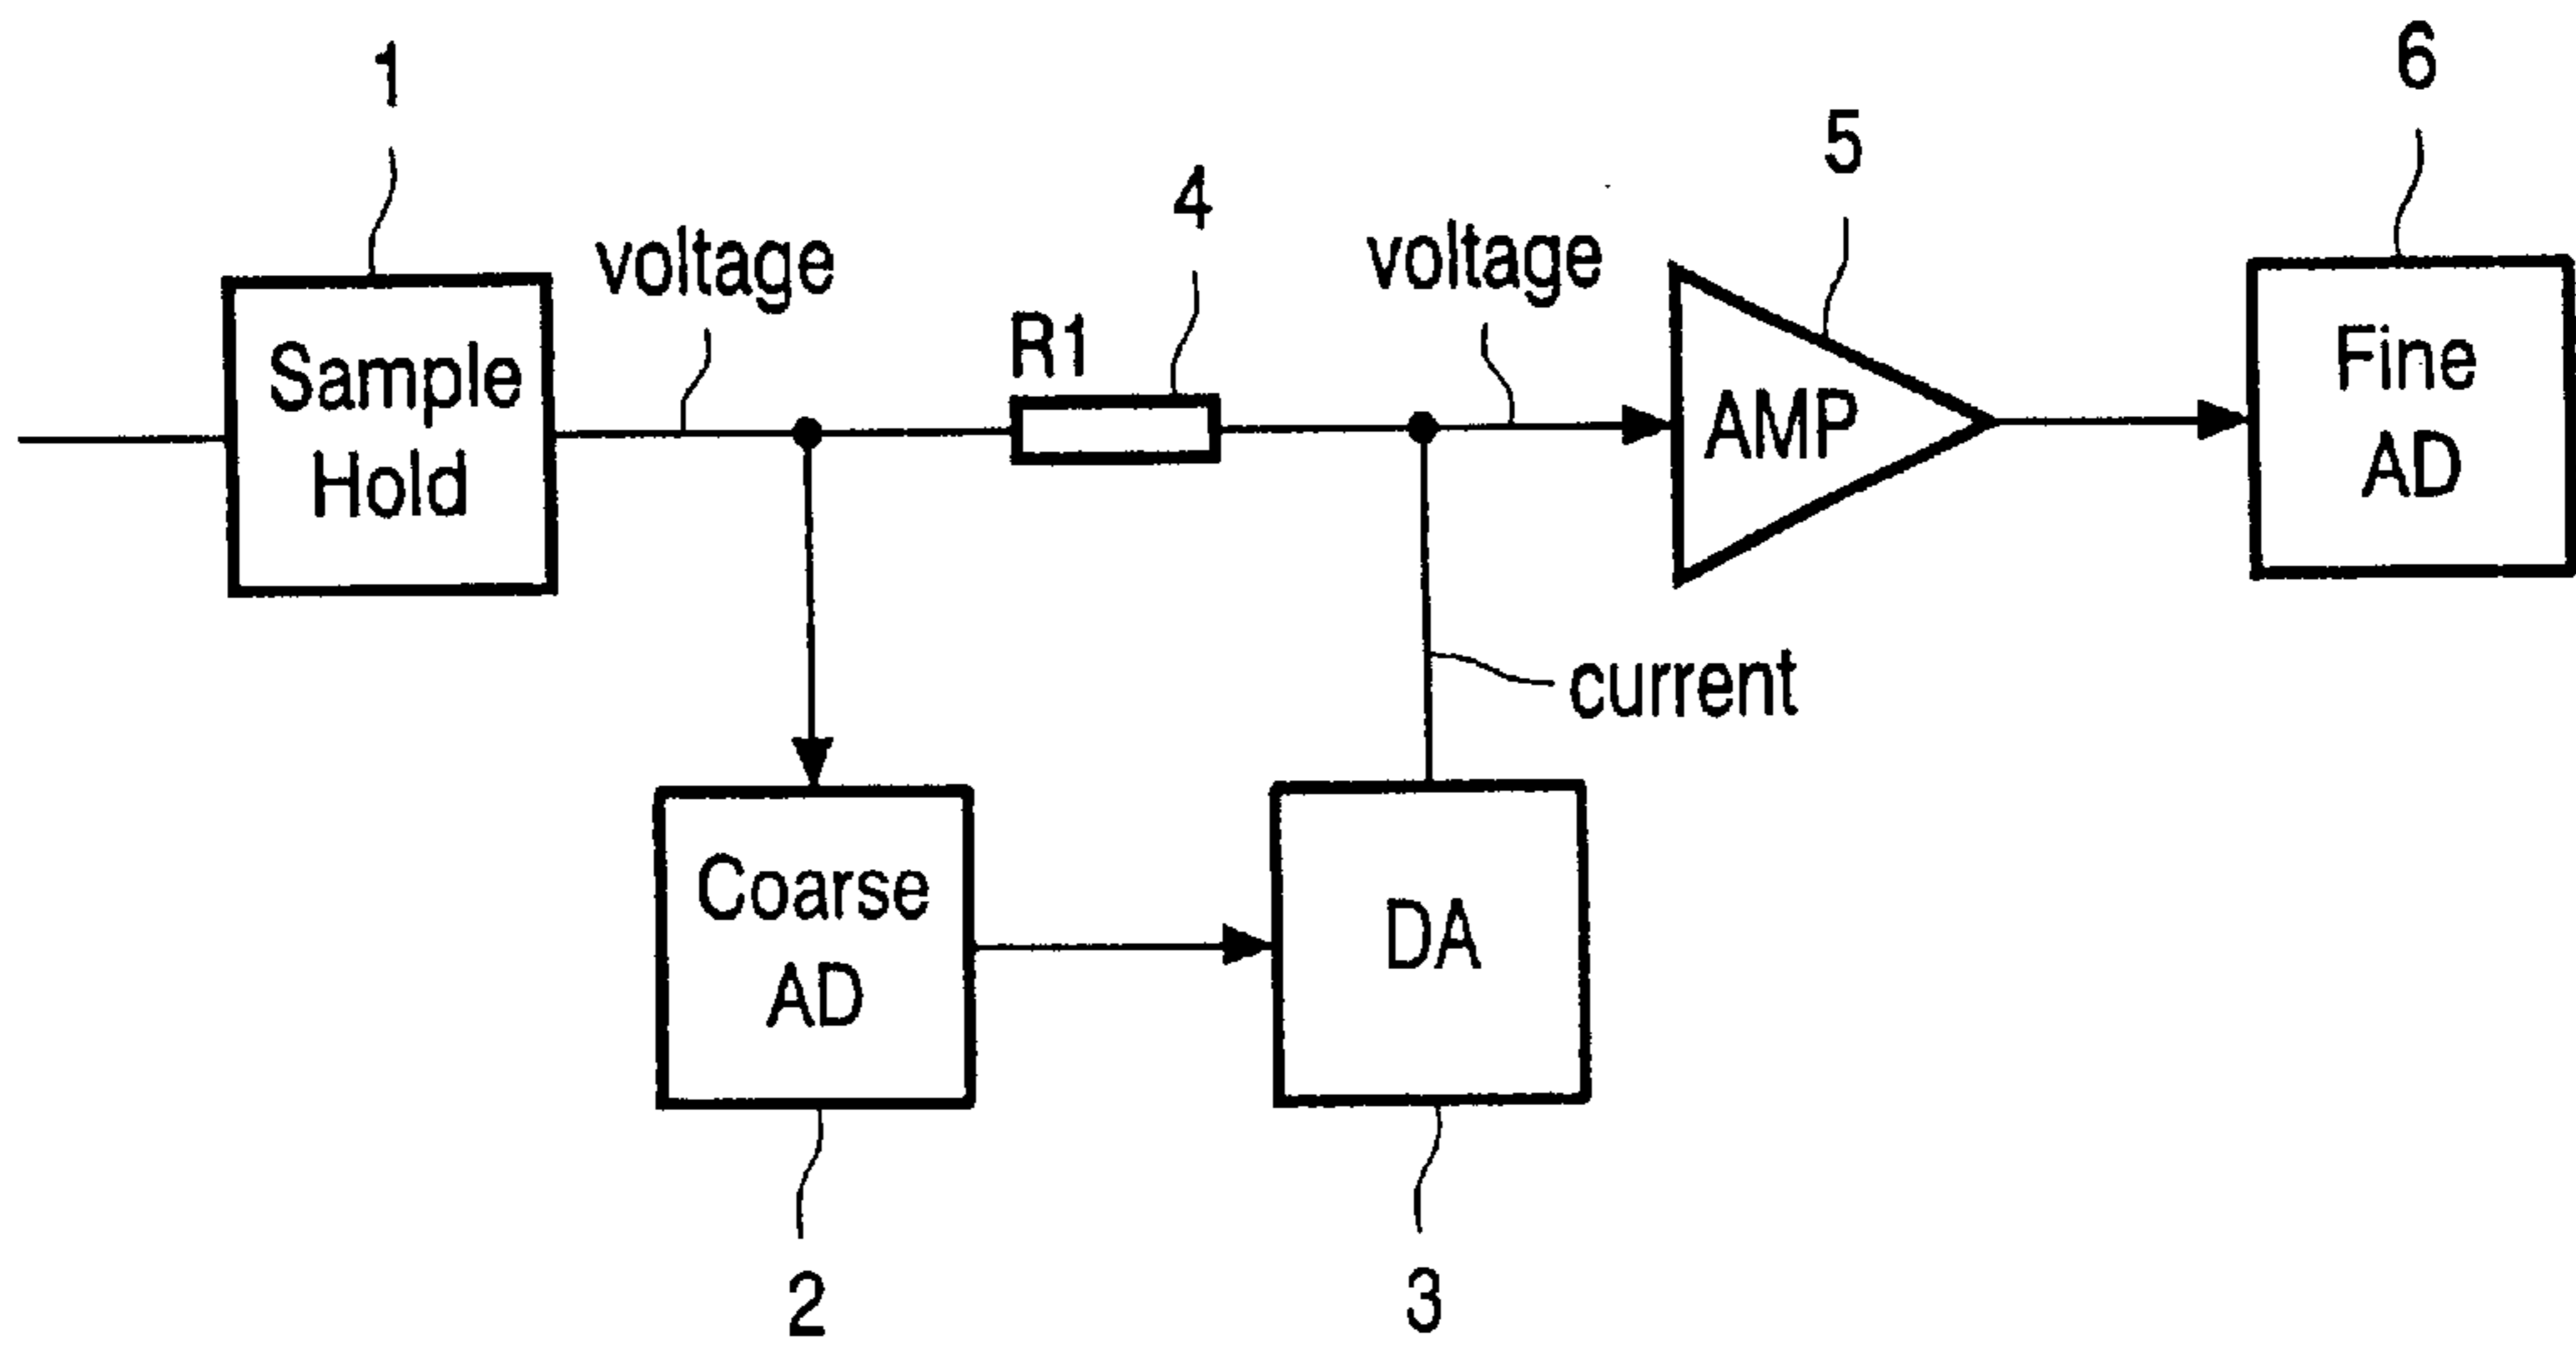 1
6
5
4
voltage
voltage
R1
Sample
Hold
AMP
Fine
AD
current
Coarse
AD
DA
2
3